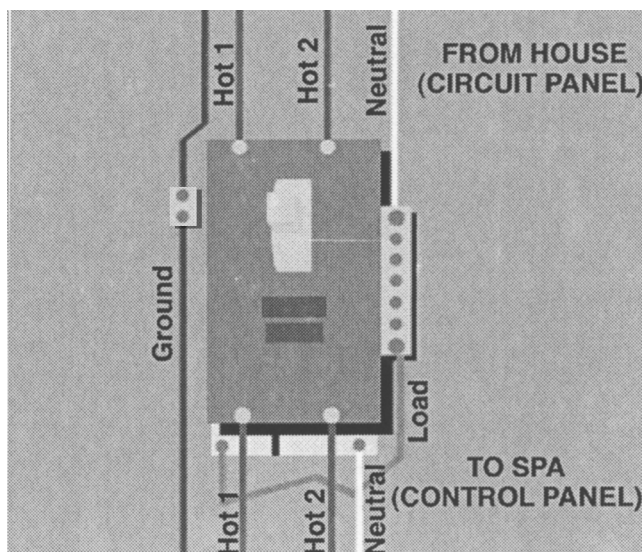 Hot 1
Hot 2
Neutral
FROM HOUSE
(CIRCUIT PANEL)
Ground
Load
Hot 1
Hot 2
Neutral
TO SPA
(CONTROL PANEL)